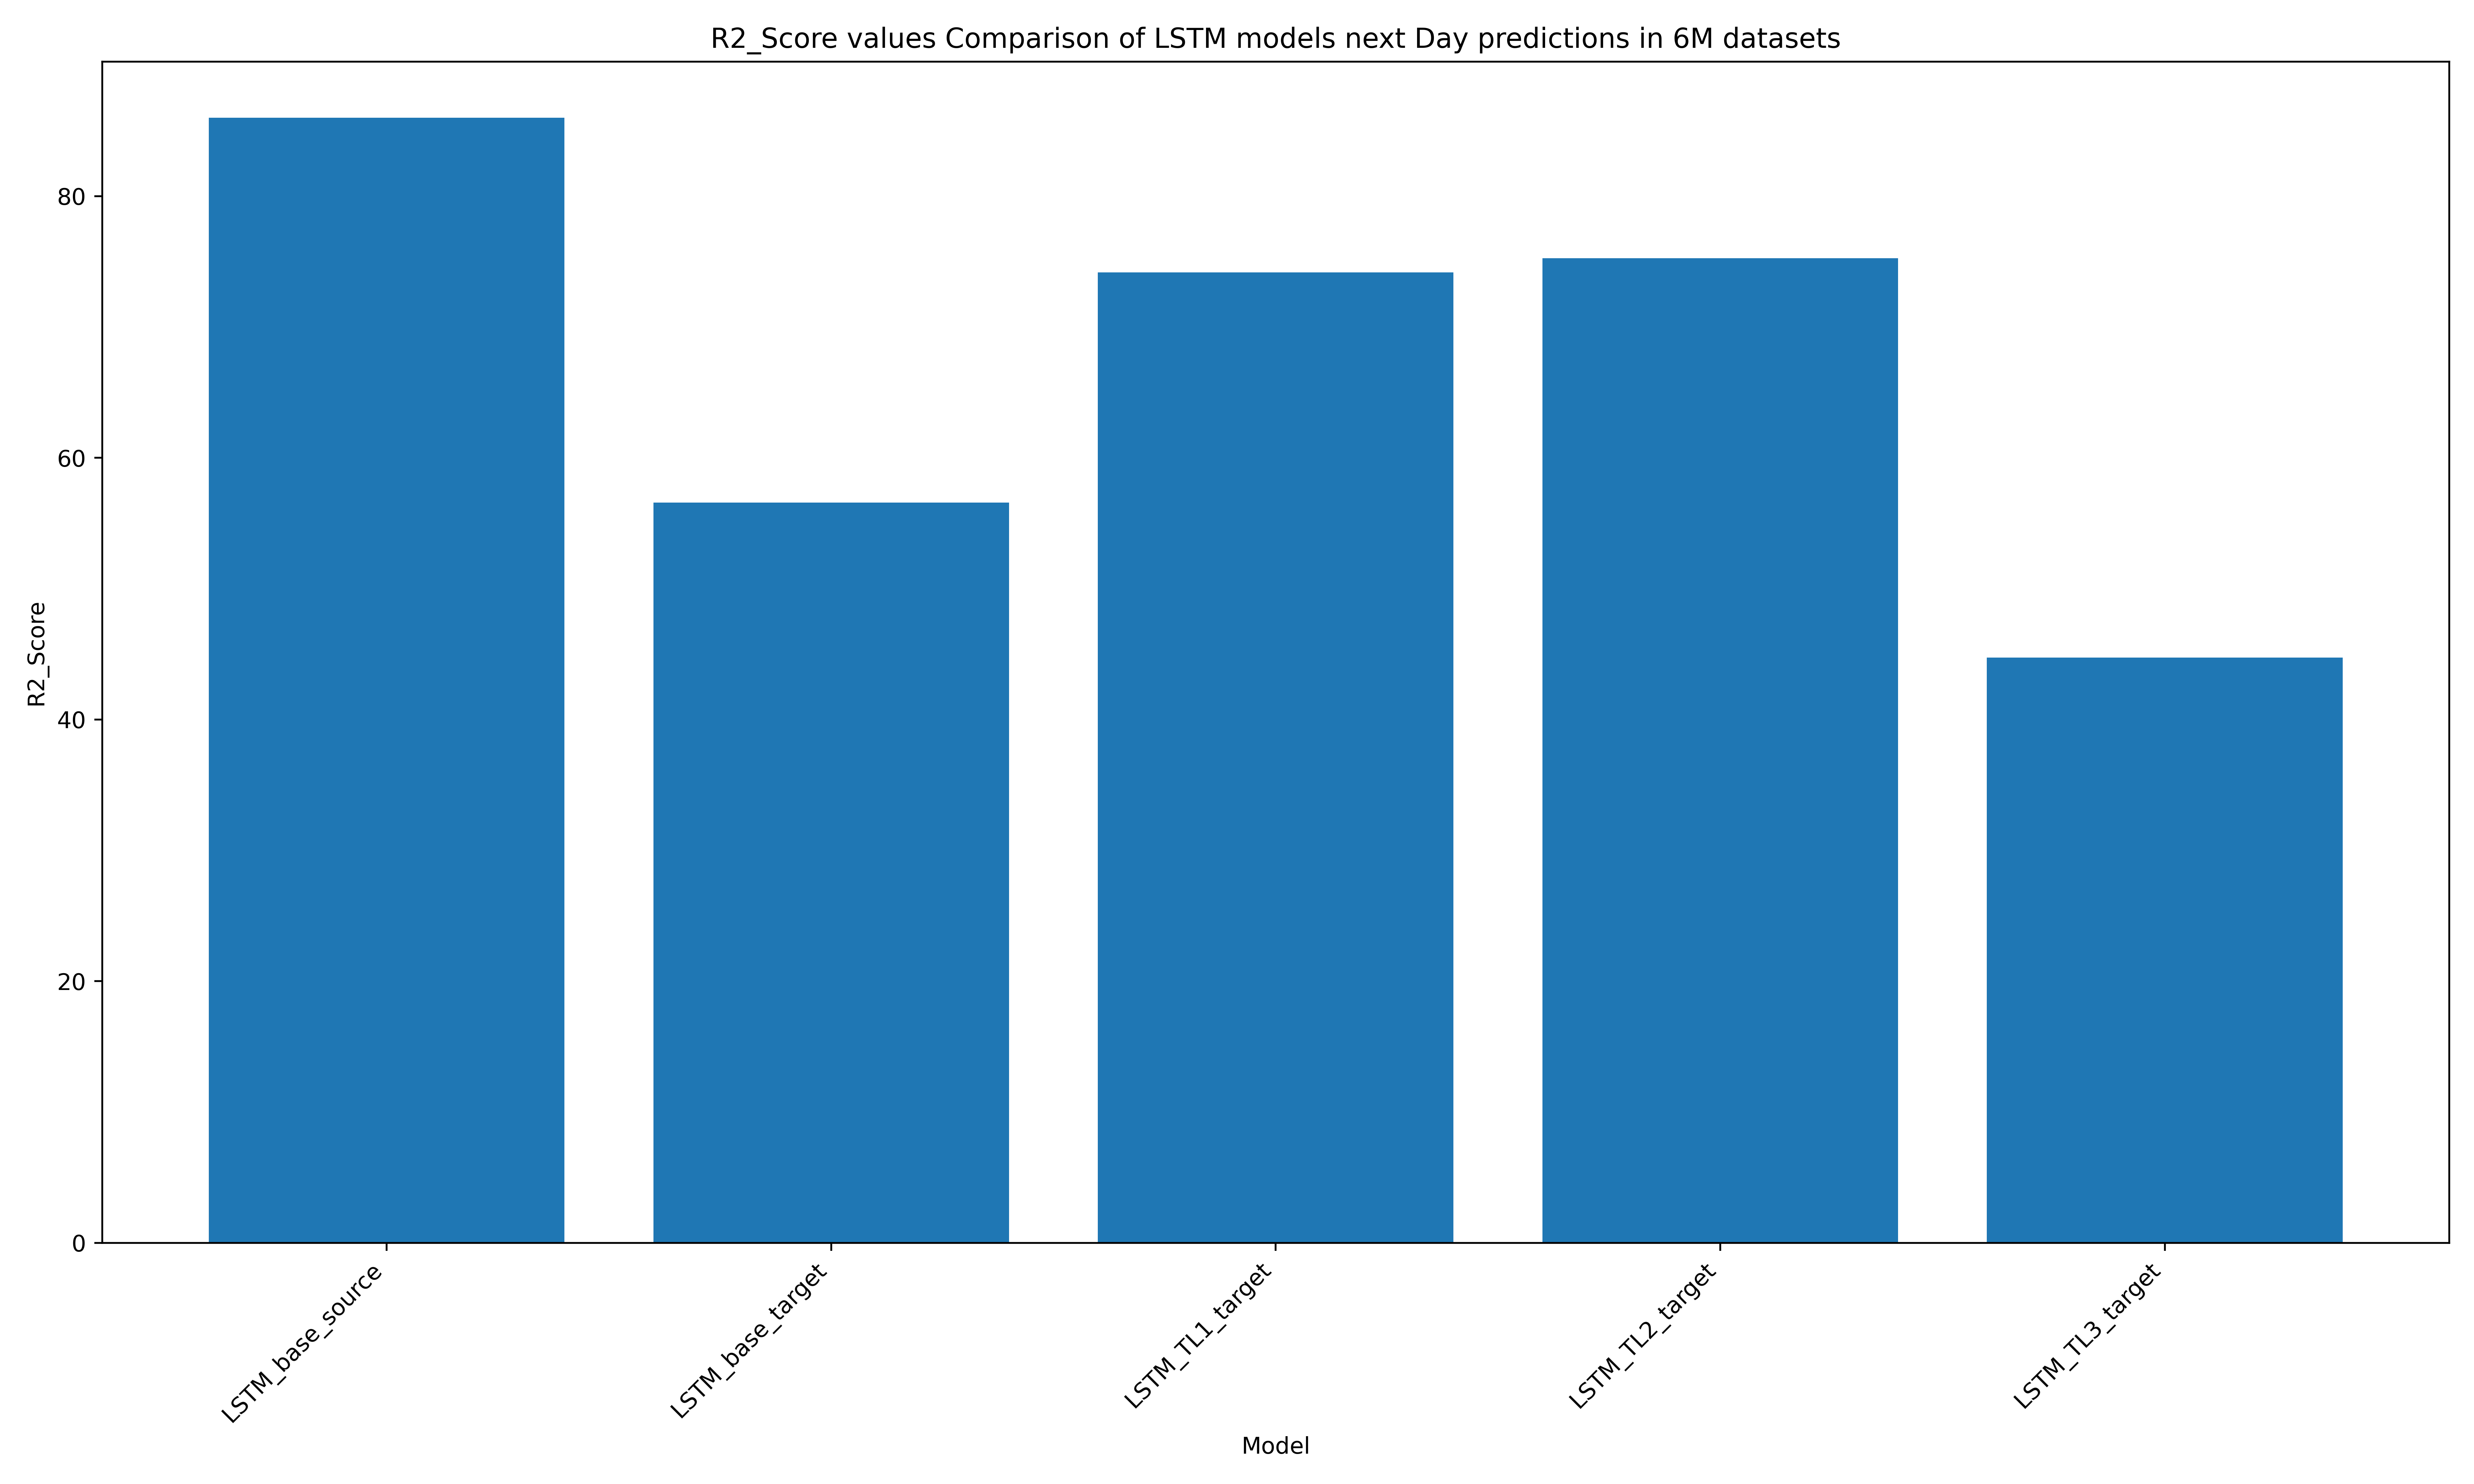 R2_Score values Comparison of LSTM models next Day predictions in 6M datasets
R2_Score
80
60
40
20
0
LSTM_base_source
LSTM_base_target
LSTM_TL1_target
LSTM_TL2_target
LSTM_TL3_target
Model